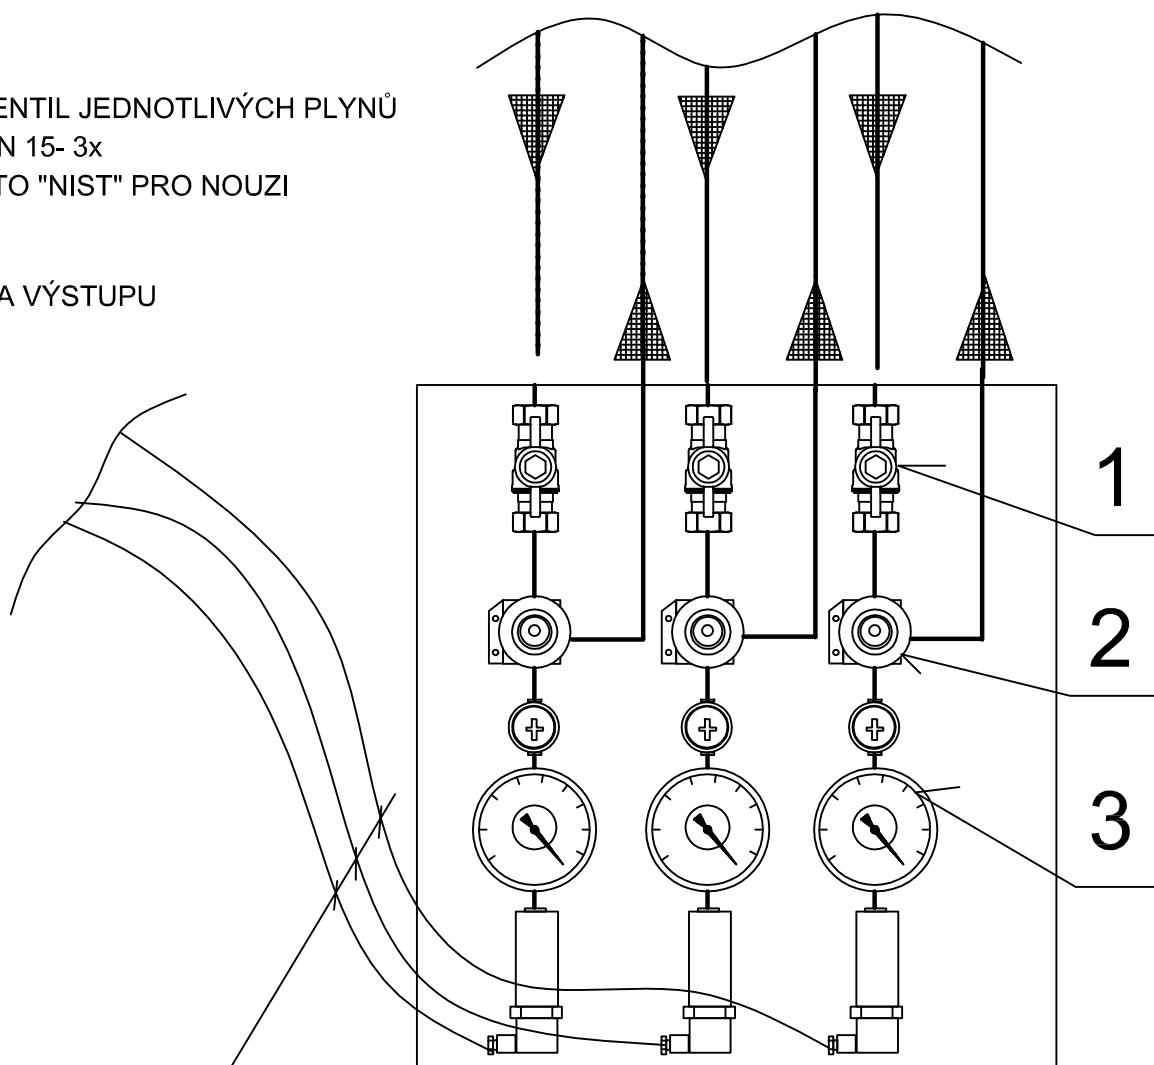 ENTIL JEDNOTLIVÝCH PLYNŮ
N 15- 3x
TO "NIST" PRO NOUZI
A VÝSTUPU
1
2
3